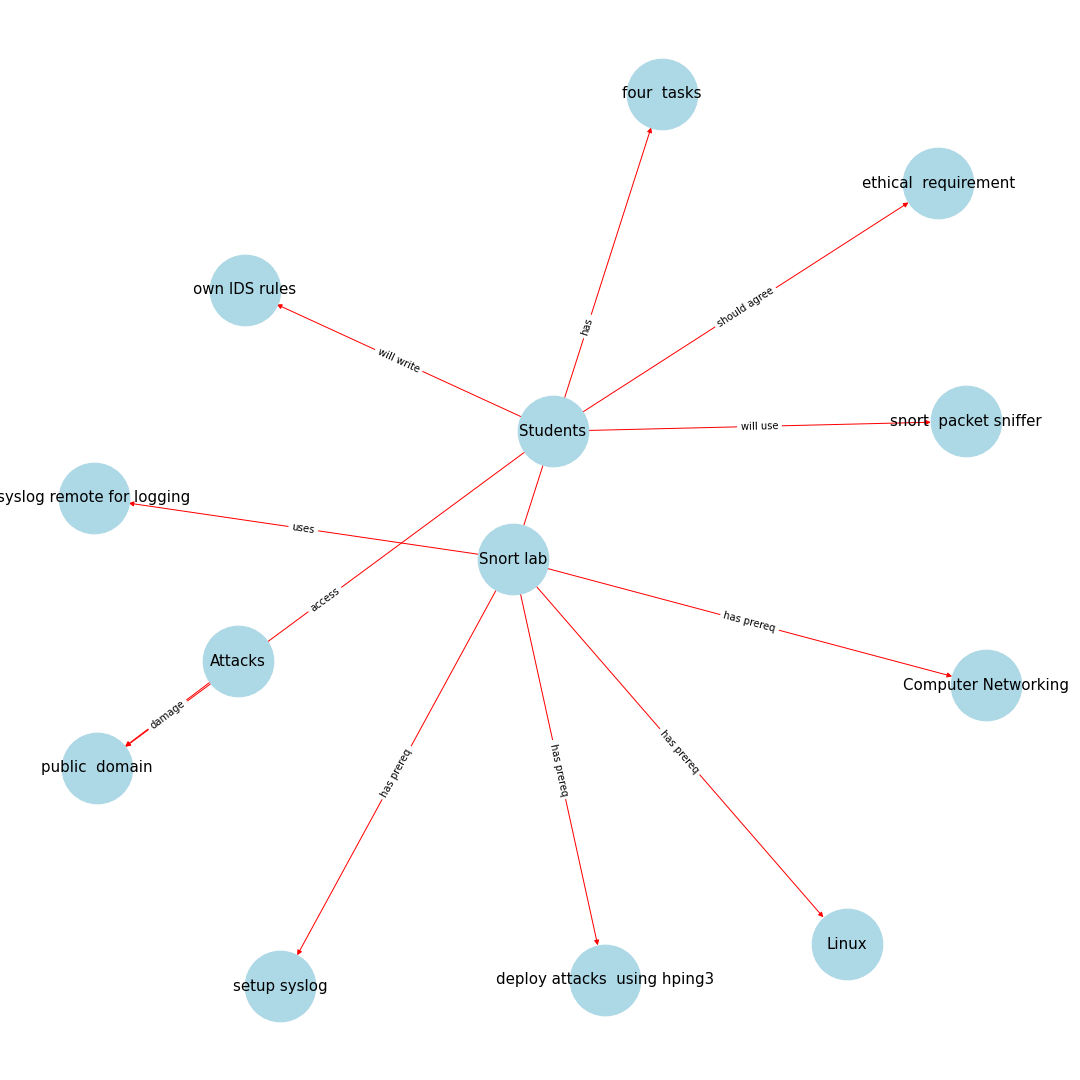 four  tasks
ethical  requirement
own IDS rules
has
should agree
will write
snort  packet sniffer
will use
Students
syslog remote for logging
uses
Snort lab
access
has prereq
Attacks
Computer Networking
damage
has prereq
public  domain
has prereq
has prereq
Linux
deploy attacks  using hping3
setup syslog